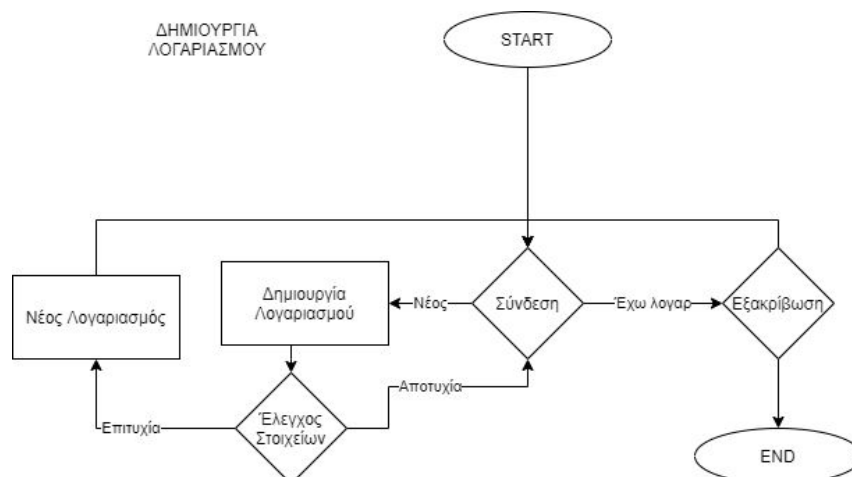 ΔΗΜΙΟΥΡΓΙΑ
ΛΟΓΑΡΙΑΣΜΟΥ
START
Νέος Λογαριασμός
Δημιουργία
Λογαριασμού
Νέος
Σύνδεση
Έχω λογαρ
Εξακρίβωση
Αποτυχία
Επιτυχία
Έλεγχος
Στοιχείων
END